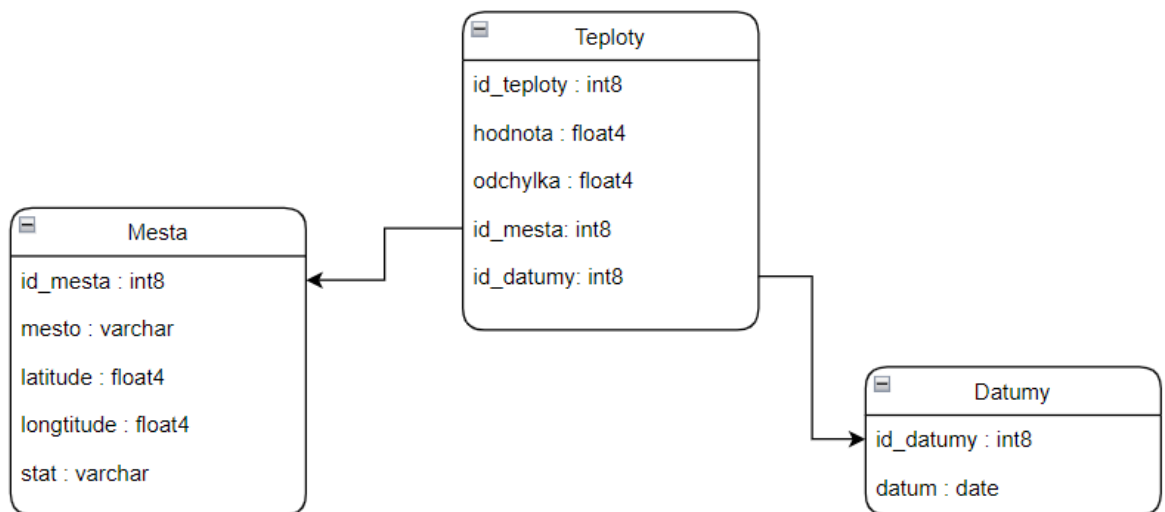 Teploty
id_teploty : int8
hodnota : float4
odchylka : float4
id_mesta: int8
id_datumy: int8
Mesta
id_mesta : int8
mesto : varchar
latitude : float4
longtitude : float4
stat : varchar
Datumy
id_datumy : int8
datum : date